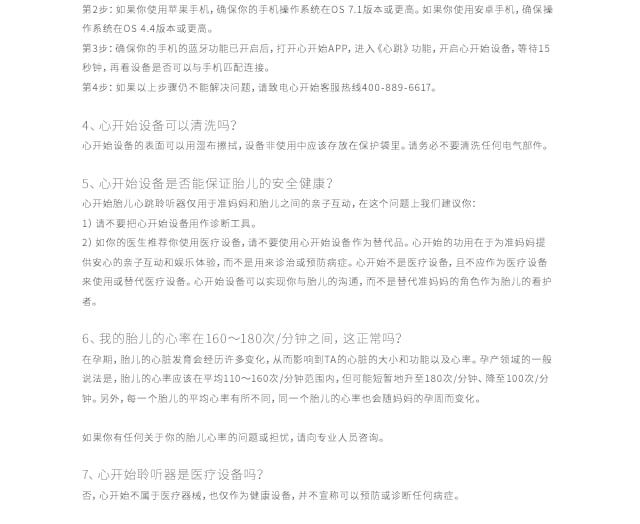 第2步：如果你使用苹果手机，确保你的手机操作系统在OS 7.1版本或更高。如果你使用安卓手机，确保操
作系统在OS 4.4版本或更高。
第3步：确保你的手机的蓝牙功能已开启后，打开心开始APP，进入《心跳》功能，开启心开始设备，等待15
秒钟，再看设备是否可以与手机匹配连接。
第4步：如果以上步骤仍不能解决问题，请致电心开始客服热线400-889-6617。
4、心开始设备可以清洗吗？
心开始设备的表面可以用湿布擦拭，设备非使用中应该存放在保护袋里。请务必不要清洗任何电气部件。
5、心开始设备是否能保证胎儿的安全健康？
心开始胎儿心跳聆听器仅用于准妈妈和胎儿之间的亲子互动，在这个问题上我们建议你：
1）请不要把心开始设备用作诊断工具。
2）如你的医生推荐你使用医疗设备，请不要使用心开始设备作为替代品。心开始的功用在于为准妈妈提
供安心的亲子互动和娱乐体验，而不是用来诊治或预防病症。心开始不是医疗设备，且不应作为医疗设备
来使用或替代医疗设备。心开始设备可以实现你与胎儿的沟通，而不是替代准妈妈的角色作为胎儿的看护
者。
6、我的胎儿的心率在160～180次/分钟之间，这正常吗？
在孕期，胎儿的心脏发育会经历许多变化，从而影响到TA的心脏的大小和功能以及心率。孕产领域的一般
说法是，胎儿的心率应该在平均110～160次/分钟范围内，但可能短暂地升至180次/分钟、降至100次/分
钟。另外，每一个胎儿的平均心率有所不同，同一个胎儿的心率也会随妈妈的孕周而变化。
如果你有任何关于你的胎儿心率的问题或担忧，请向专业人员咨询。
7、心开始聆听器是医疗设备吗？
否，心开始不属于医疗器械，也仅作为健康设备，并不宣称可以预防或诊断任何病症。